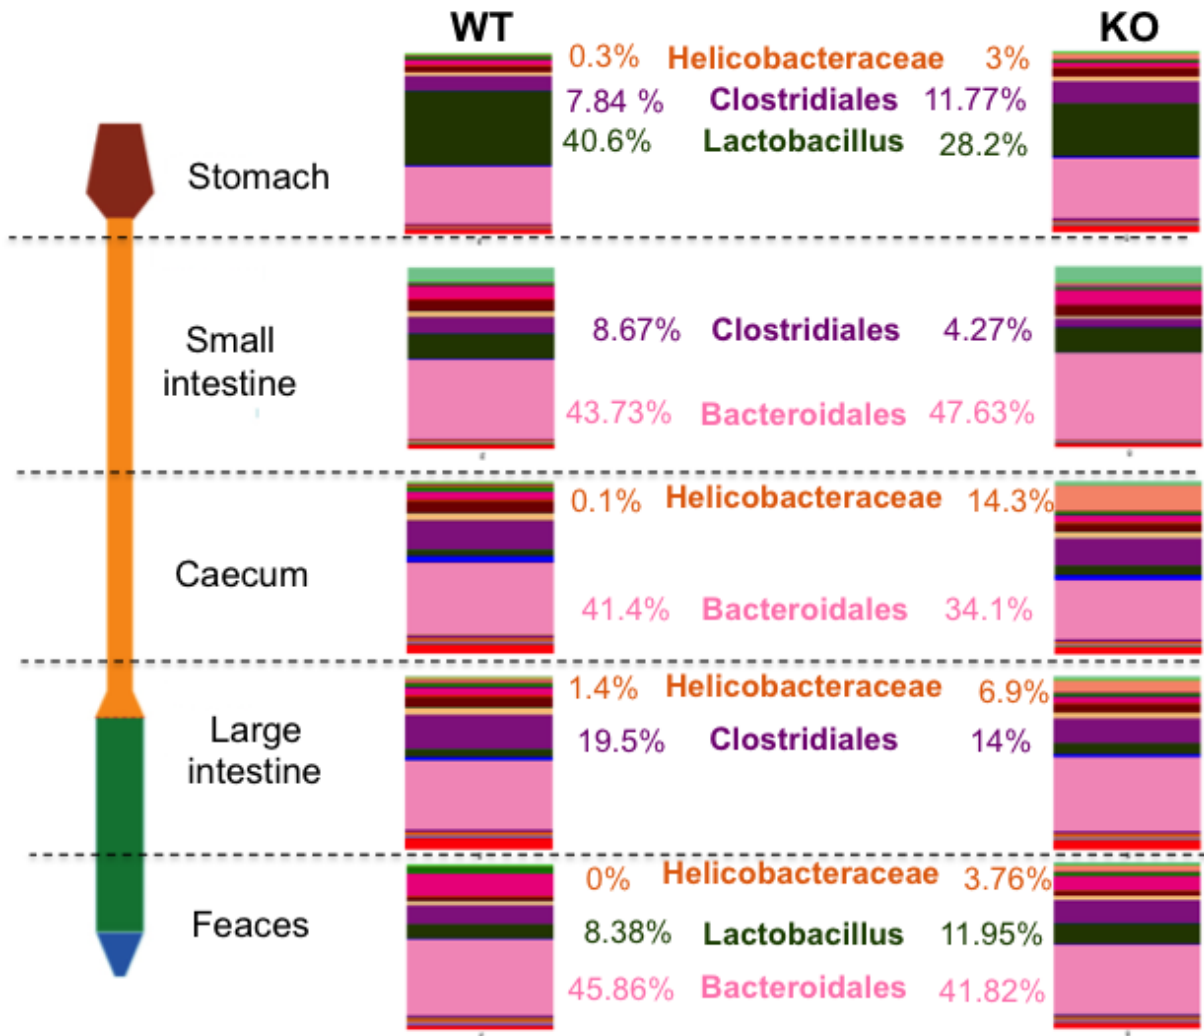 WT KO
0.3% Helicobacteraceae 3%
7.84 % Clostridiales 11.77%
40.6% Lactobacillus 28.2%
Stomach
8.67% Clostridiales 4.27%
Small
intestine
43.73% Bacteroidales 47.63%
0.1% Helicobacteraceae 14.3%
Caecum
41.4% Bacteroidales 34.1%
1.4% Helicobacteraceae 6.9%
Large
intestine
19.5% Clostridiales 14%
0% Helicobacteraceae 3.76%
Feaces
8.38% Lactobacillus 11.95%
45.86% Bacteroidales 41.82%